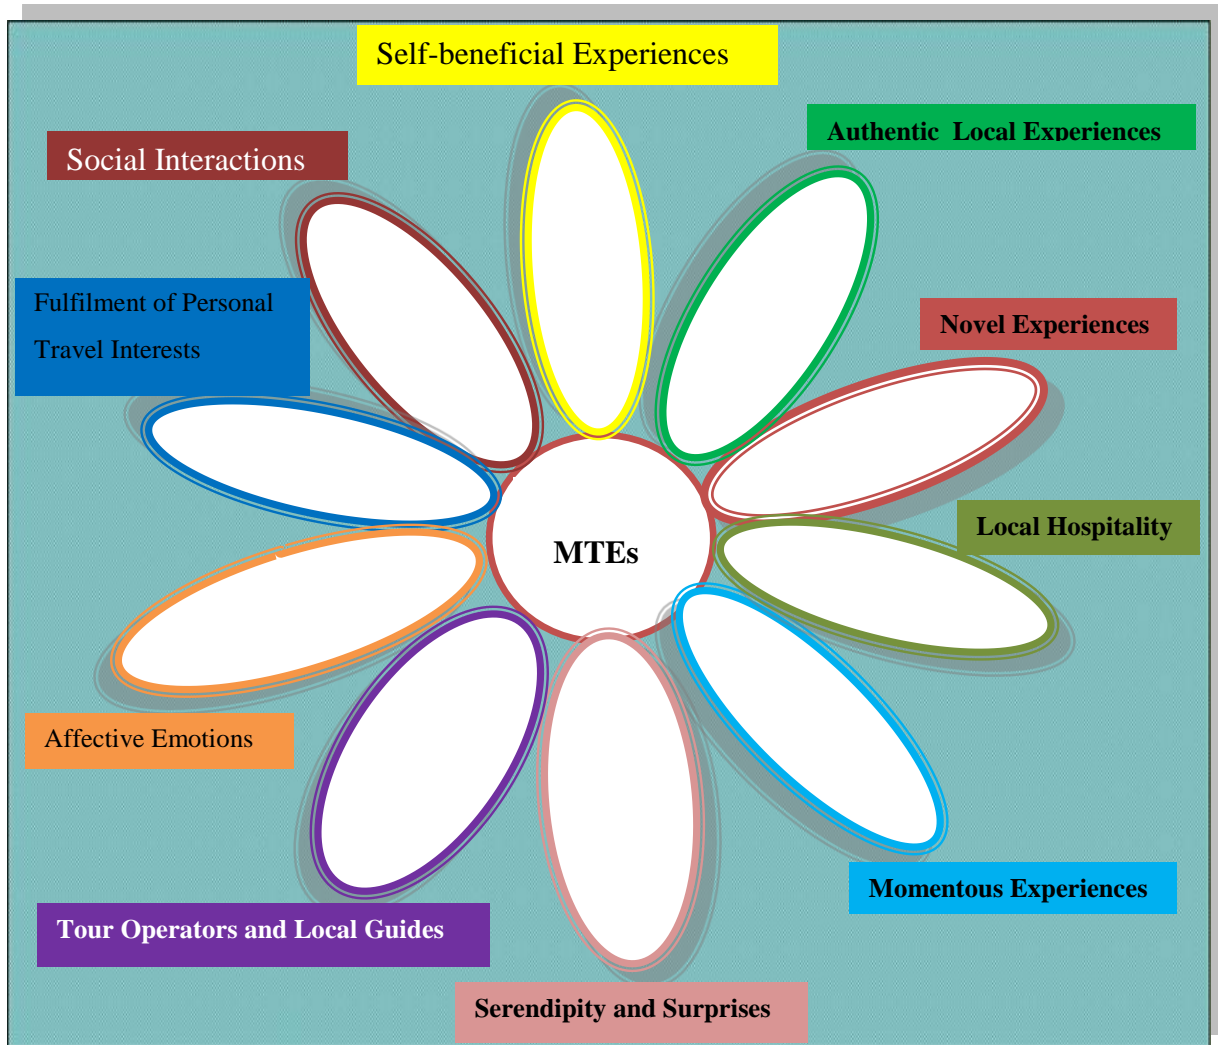 Self-beneficial Experiences
Authentic Local Experiences
Social Interactions
Fulfilment of Personal
Travel Interests
Novel Experiences
Local Hospitality
MTEs
Affective Emotions
Momentous Experiences
Tour Operators and Local Guides
Serendipity and Surprises